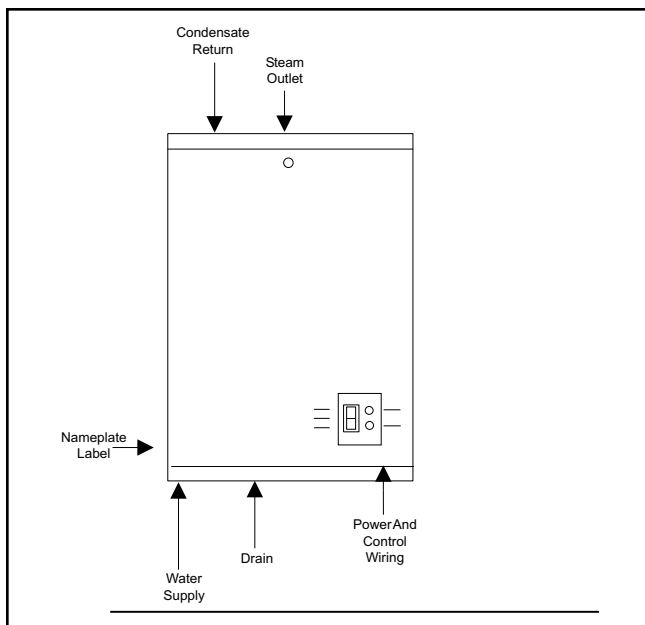 Condensate
Return
Steam
Outlet
Nameplate
Label
Water
Supply
Drain
Power And
Control
Wiring